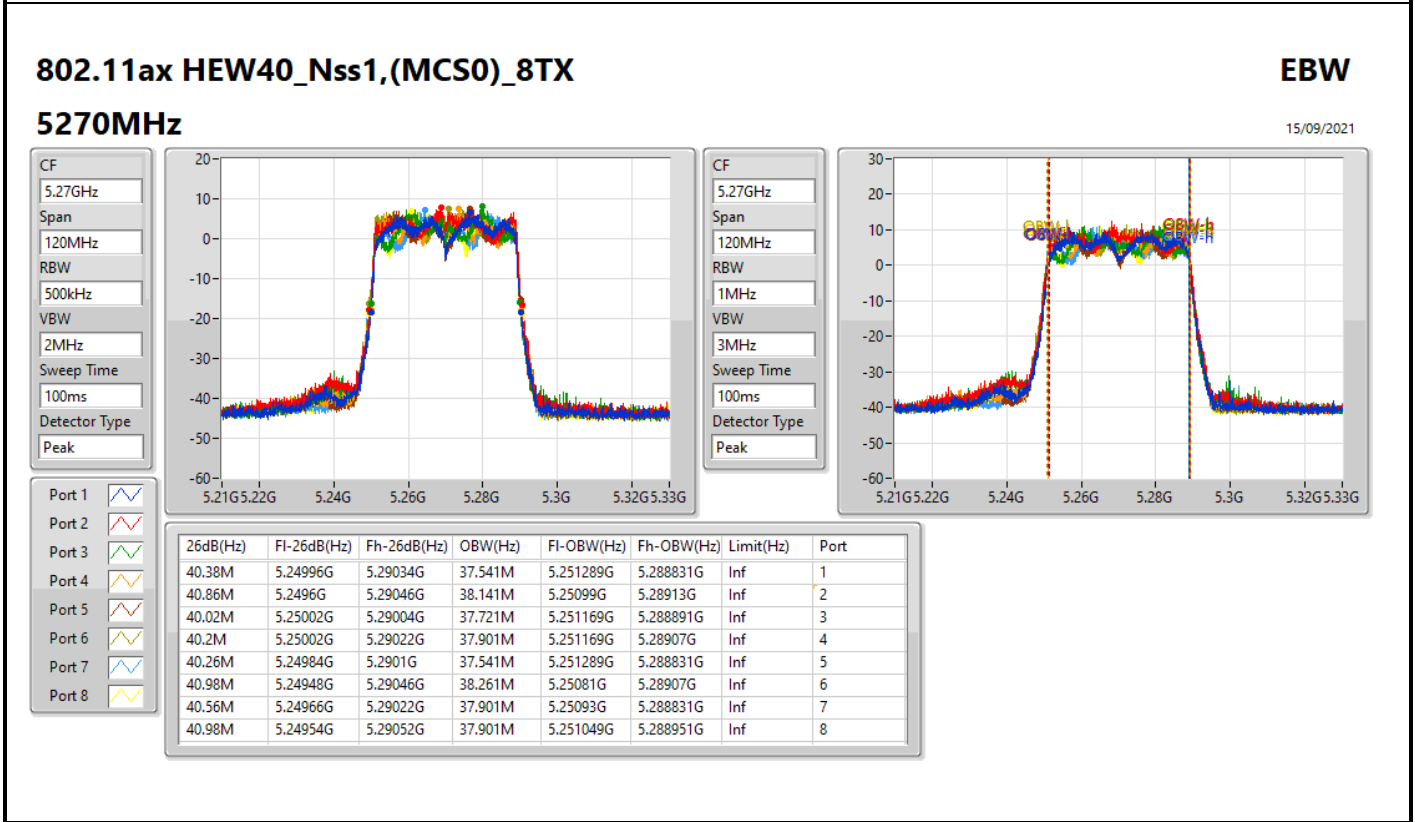 802.11ax HEW40_Nss1,(MCS0)_8TX
EBW
5270MHz
15/09/2021
CF
5.27GHz
Span
120MHz
RBW
500kHz
VBW
2MHz
Sweep Time
100ms
Detector Type
Peak
20
10
0
-10
-20
-30
-40
-50
-60
5.21G 5.22G 5.24G 5.26G 5.28G 5.3G 5.32G 5.33G
CF
5.27GHz
Span
120MHz
RBW
1MHz
VBW
3MHz
Sweep Time
100ms
Detector Type
Peak
30
20
10
0
-10
-20
-30
-40
-50
-60
5.21G 5.22G 5.24G 5.26G 5.28G 5.3G 5.32G 5.33G
Port 1
Port 2
Port 3
Port 4
Port 5
Port 6
Port 7
Port 8
26dB(Hz) Fl-26dB(Hz) Fh-26dB(Hz) OBW(Hz) Fl-OBW(Hz) Fh-OBW(Hz) Limit(Hz) Port
40.38M 5.24996G 5.29034G 37.541M 5.251289G 5.288831G Inf 1
40.86M 5.2496G 5.29046G 38.141M 5.25099G 5.28913G Inf 2
40.02M 5.25002G 5.29004G 37.721M 5.251169G 5.288891G Inf 3
40.2M 5.25002G 5.29022G 37.901M 5.251169G 5.28907G Inf 4
40.26M 5.24984G 5.2901G 37.541M 5.251289G 5.288831G Inf 5
40.98M 5.24948G 5.29046G 38.261M 5.25081G 5.28907G Inf 6
40.56M 5.24966G 5.29022G 37.901M 5.25093G 5.288831G Inf 7
40.98M 5.24954G 5.29052G 37.901M 5.251049G 5.288951G Inf 8